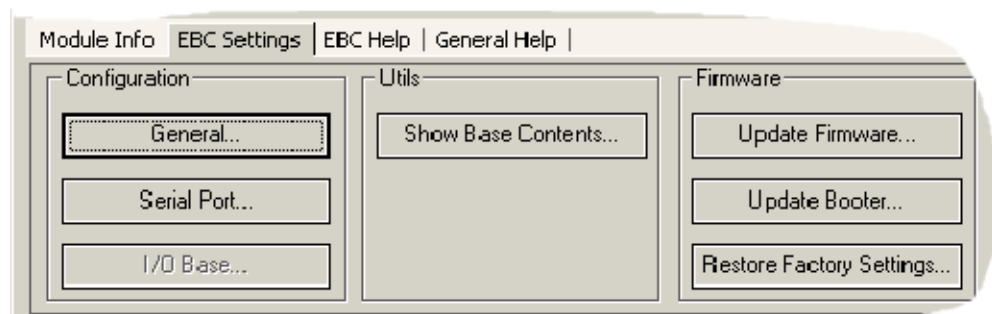 Module Info EBC Settings EBC Help General Help
Configuration Utils Firmware
General... Show Base Contents... Update Firmware...
Serial Port... Update Booter...
I/O Base... Restore Factory Settings...